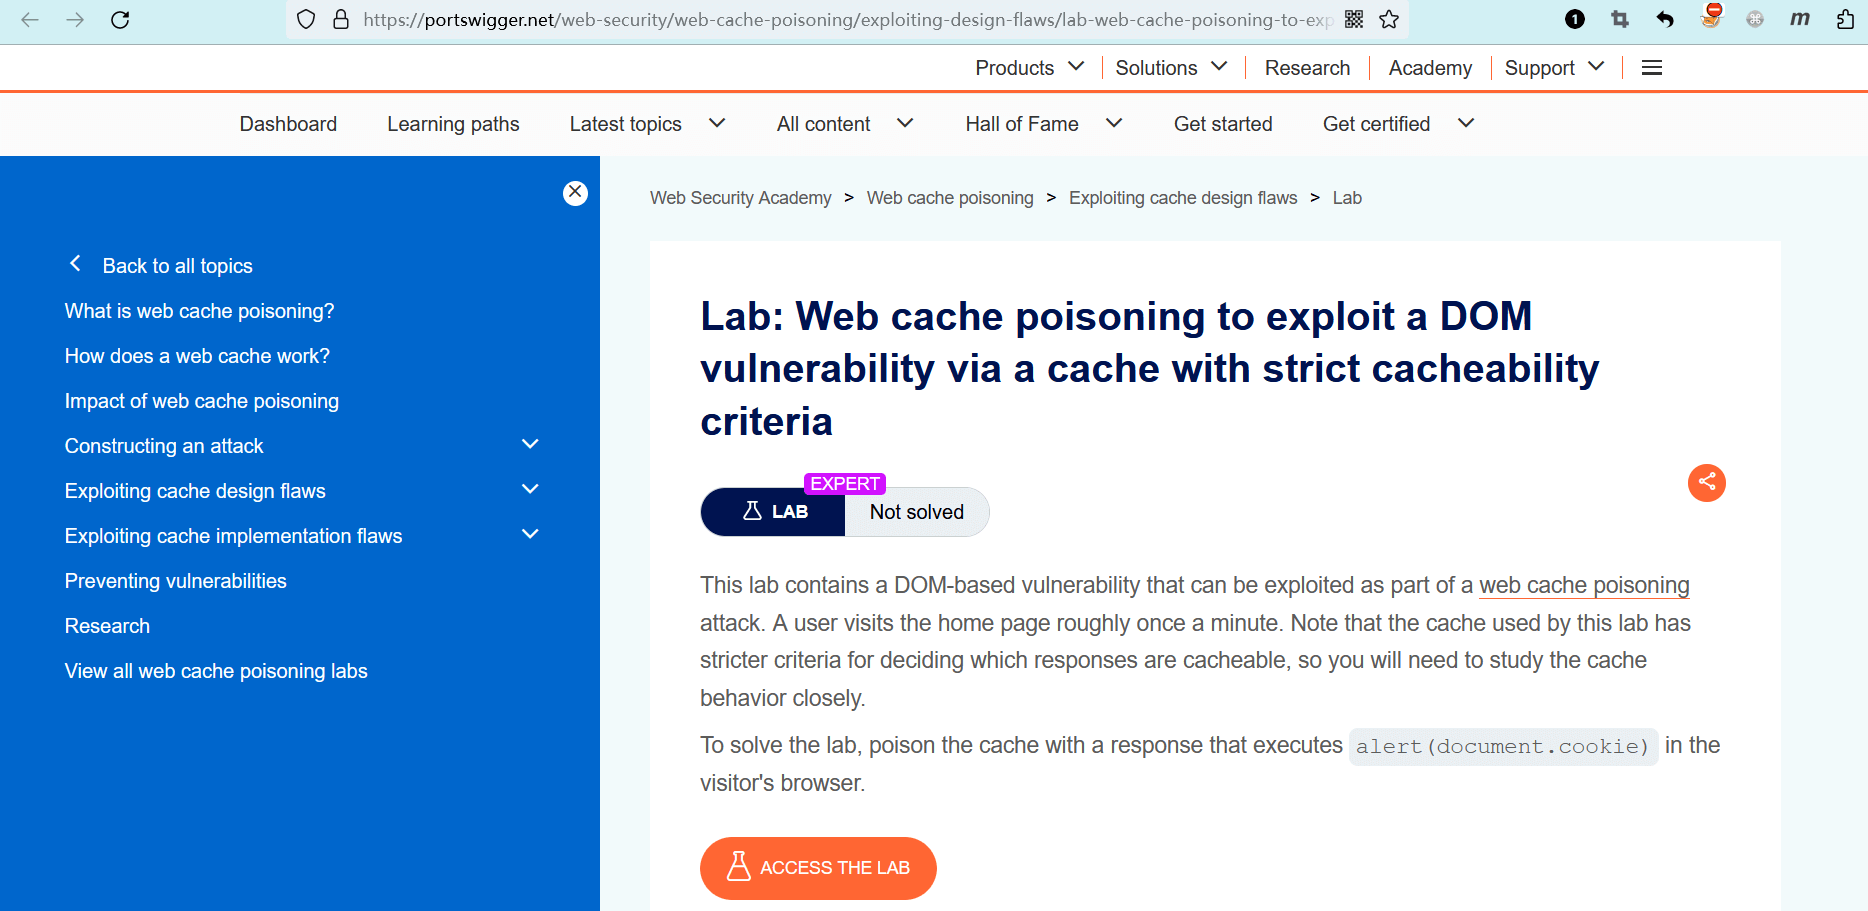 https://portswigger.net/web-security/web-cache-poisoning/exploiting-design-flaws/lab-web-cache-poisoning-to-exp
1
m
Products
Solutions
Research
Academy
Support
Dashboard
Learning paths
Latest topics
All content
Hall of Fame
Get started
Get certified
Back to all topics
What is web cache poisoning?
How does a web cache work?
Impact of web cache poisoning
Constructing an attack
Exploiting cache design flaws
Exploiting cache implementation flaws
Preventing vulnerabilities
Research
View all web cache poisoning labs
Web Security Academy > Web cache poisoning > Exploiting cache design flaws > Lab
Lab: Web cache poisoning to exploit a DOM
vulnerability via a cache with strict cacheability
criteria
EXPERT
LAB
Not solved
This lab contains a DOM-based vulnerability that can be exploited as part of a web cache poisoning
attack. A user visits the home page roughly once a minute. Note that the cache used by this lab has
stricter criteria for deciding which responses are cacheable, so you will need to study the cache
behavior closely.
To solve the lab, poison the cache with a response that executes alert(document.cookie) in the
visitor's browser.
ACCESS THE LAB